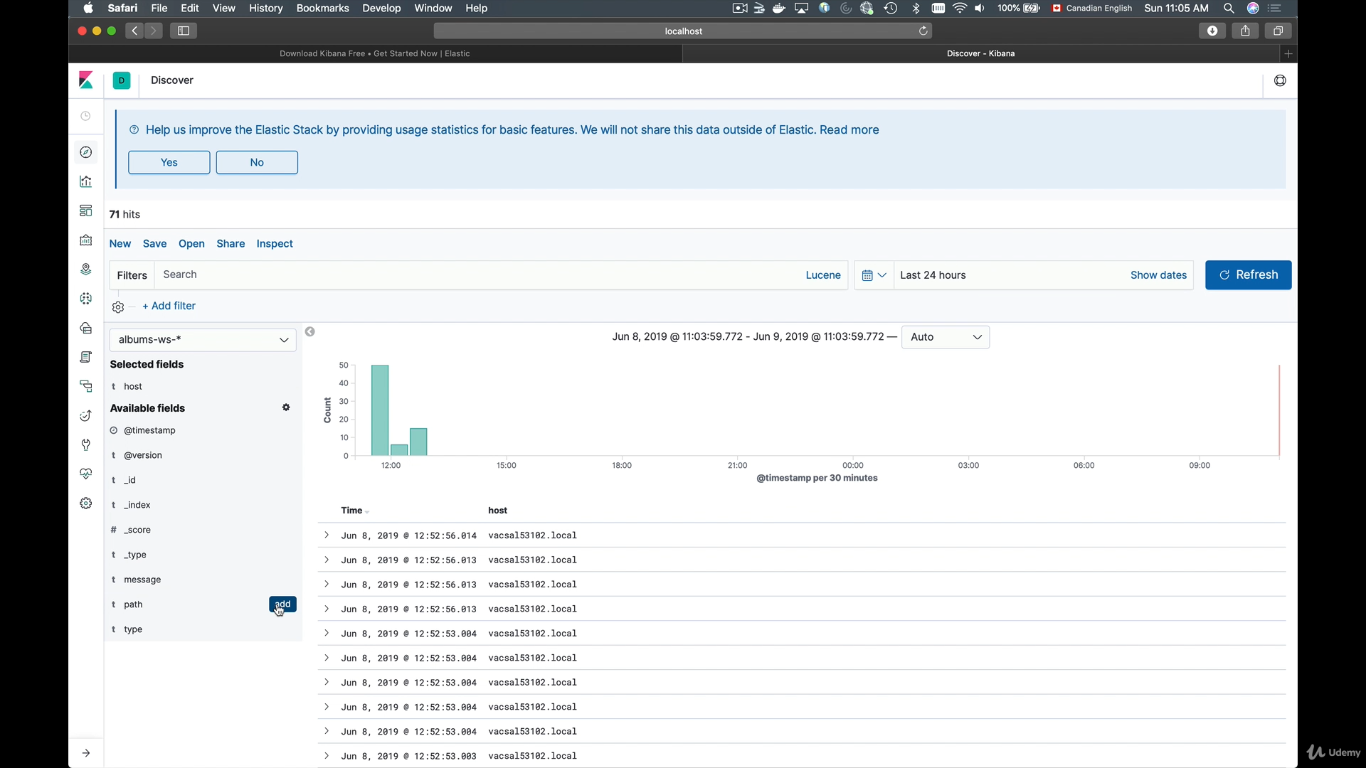 Safari File Edit View History Bookmarks Develop Window Help 100% Canadian English Sun 11:05 AM
localhost
Download Kibana Free • Get Started Now | Elastic Discover - Kibana
D Discover
Help us improve the Elastic Stack by providing usage statistics for basic features. We will not share this data outside of Elastic. Read more
Yes No
71 hits
New Save Open Share Inspect
Filters Search Lucene Last 24 hours Show dates Refresh
+ Add filter
albums-ws-*
Jun 8, 2019 @ 11:03:59.772 - Jun 9, 2019 @ 11:03:59.772 — Auto
Selected fields
t host
Available fields
@timestamp
t @version
t _id
t _index
# _score
t _type
t message
t path add
t type
Count
50
40
30
20
10
0
12:00 15:00 18:00 21:00 00:00 03:00 06:00 09:00
@timestamp per 30 minutes
Time host
Jun 8, 2019 @ 12:52:56.014 vacsal53102.local
Jun 8, 2019 @ 12:52:56.013 vacsal53102.local
Jun 8, 2019 @ 12:52:56.013 vacsal53102.local
Jun 8, 2019 @ 12:52:56.013 vacsal53102.local
Jun 8, 2019 @ 12:52:53.004 vacsal53102.local
Jun 8, 2019 @ 12:52:53.004 vacsal53102.local
Jun 8, 2019 @ 12:52:53.004 vacsal53102.local
Jun 8, 2019 @ 12:52:53.004 vacsal53102.local
Jun 8, 2019 @ 12:52:53.004 vacsal53102.local
Jun 8, 2019 @ 12:52:53.003 vacsal53102.local
Udemy